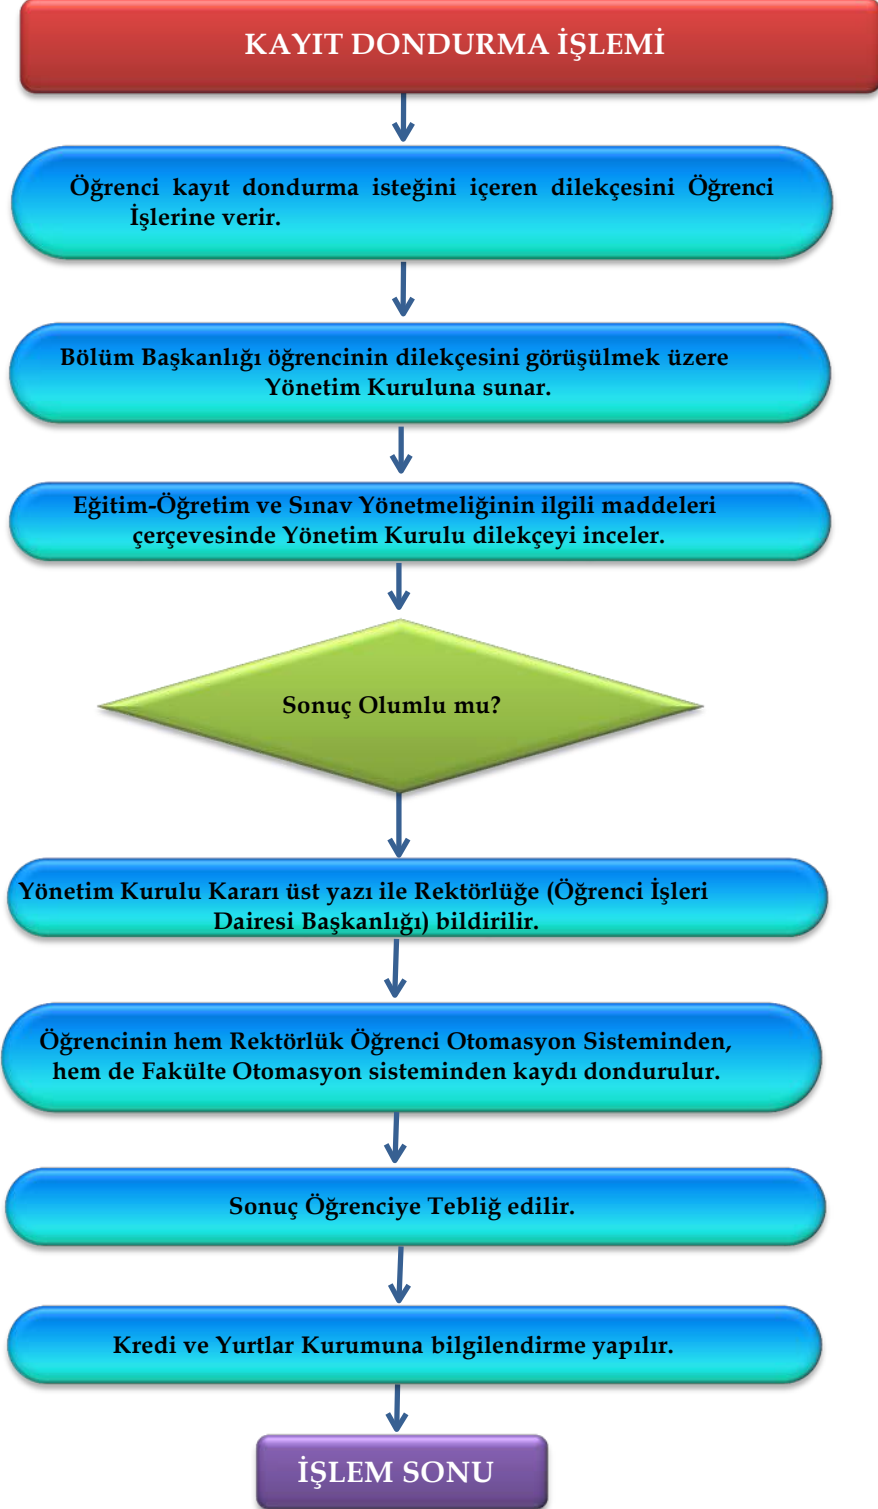 KAYIT DONDURMA İŞLEMİ
Öğrenci kayıt dondurma isteğini içeren dilekçesini Öğrenci
İşlerine verir.
Bölüm Başkanlığı öğrencinin dilekçesini görüşülmek üzere
Yönetim Kuruluna sunar.
Eğitim-Öğretim ve Sınav Yönetmeliğinin ilgili maddeleri
çerçevesinde Yönetim Kurulu dilekçeyi inceler.
Sonuç Olumlu mu?
Yönetim Kurulu Kararı üst yazı ile Rektörlüğe (Öğrenci İşleri
Dairesi Başkanlığı) bildirilir.
Öğrencinin hem Rektörlük Öğrenci Otomasyon Sisteminden,
hem de Fakülte Otomasyon sisteminden kaydı dondurulur.
Sonuç Öğrenciye Tebliğ edilir.
Kredi ve Yurtlar Kurumuna bilgilendirme yapılır.
İŞLEM SONU